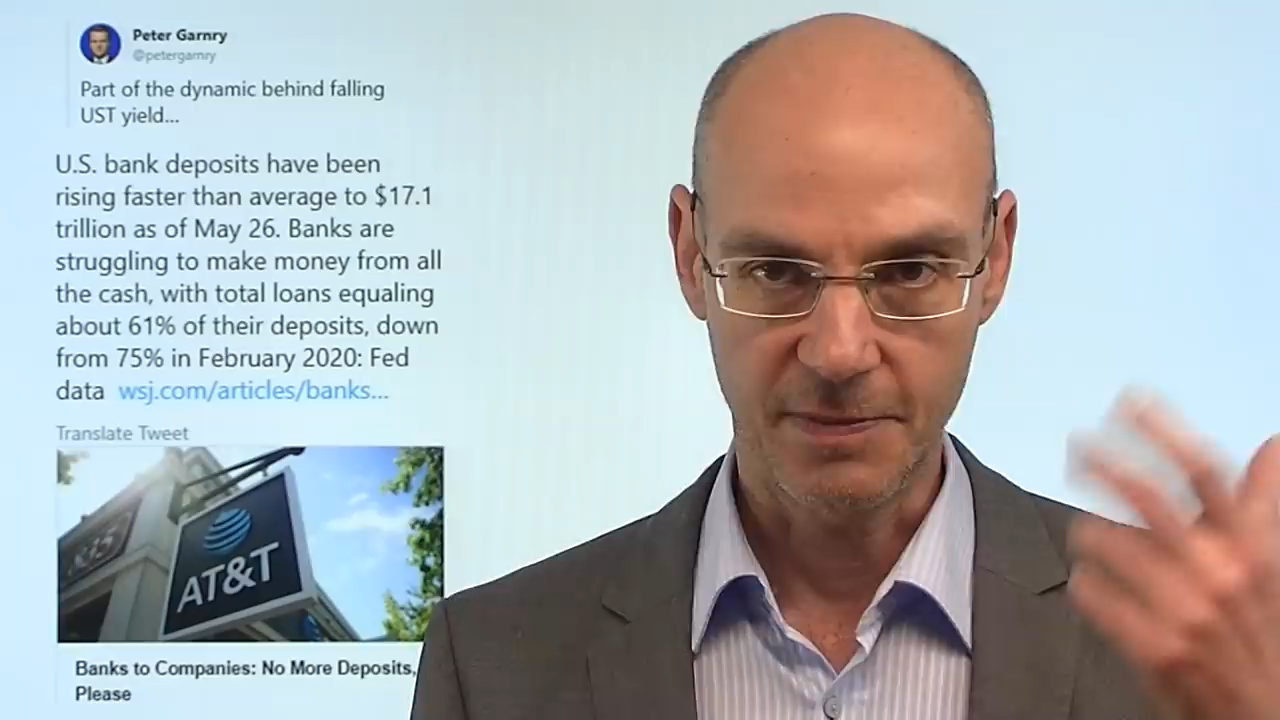 Peter Garnry
@petergarnry
Part of the dynamic behind falling
UST yield...
U.S. bank deposits have been
rising faster than average to $17.1
trillion as of May 26. Banks are
struggling to make money from all
the cash, with total loans equaling
about 61% of their deposits, down
from 75% in February 2020: Fed
data wsj.com/articles/banks...
Translate Tweet
AT&T
Banks to Companies: No More Deposits,
Please